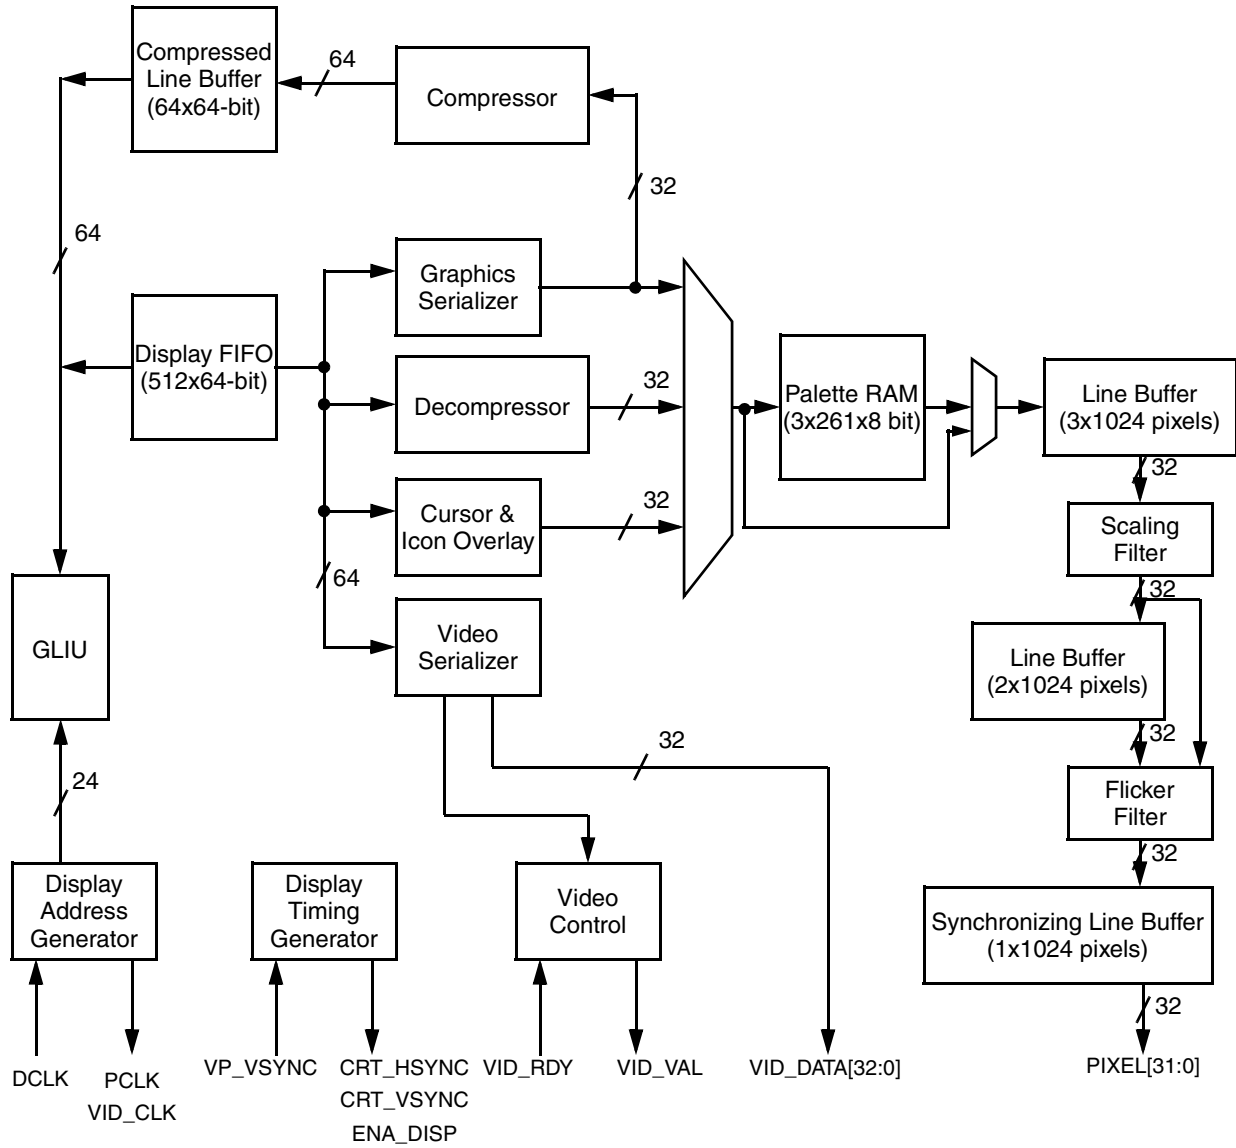 Compressed
Line Buffer
(64x64-bit)
64
Compressor
32
64
Graphics
Serializer
Display FIFO
(512x64-bit)
Decompressor
32
Palette RAM
(3x261x8 bit)
Line Buffer
(3x1024 pixels)
32
Cursor &
Icon Overlay
32
Scaling
Filter
32
64
GLIU
Video
Serializer
Line Buffer
(2x1024 pixels)
32
32
24
Flicker
Filter
32
Display
Address
Generator
Display
Timing
Generator
Video
Control
Synchronizing Line Buffer
(1x1024 pixels)
32
DCLK
PCLK
VID_CLK
VP_VSYNC
CRT_HSYNC
CRT_VSYNC
ENA_DISP
VID_RDY
VID_VAL
VID_DATA[32:0]
PIXEL[31:0]